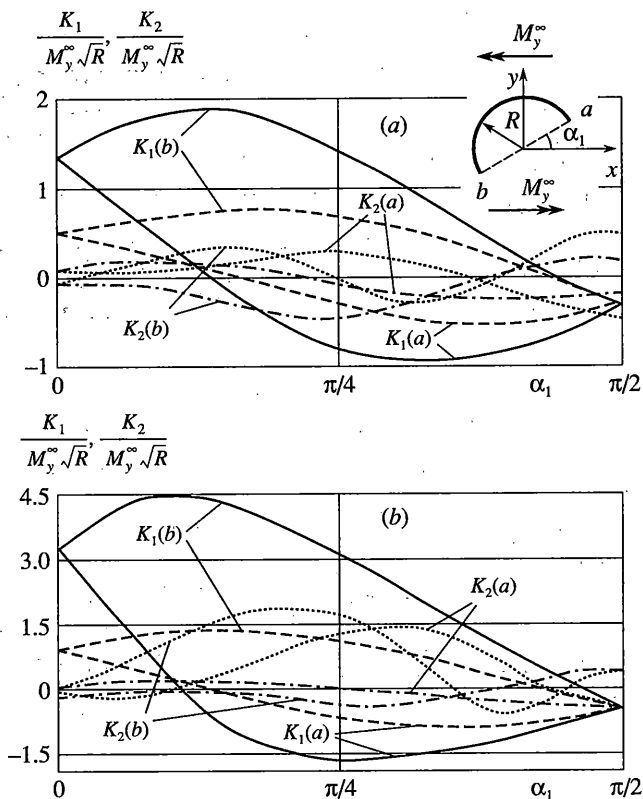 K₁/(M_y^∞ √R), K₂/(M_y^∞ √R)
M_y^∞
y
2
(a)
a
R
α₁
K₁(b)
b
x
1
M_y^∞
K₂(a)
0
K₂(b)
K₁(a)
−1
0 π/4 α₁ π/2
K₁/(M_y^∞ √R), K₂/(M_y^∞ √R)
4.5
(b)
K₁(b)
3.0
K₂(a)
1.5
0
K₂(b)
K₁(a)
−1.5
0 π/4 α₁ π/2